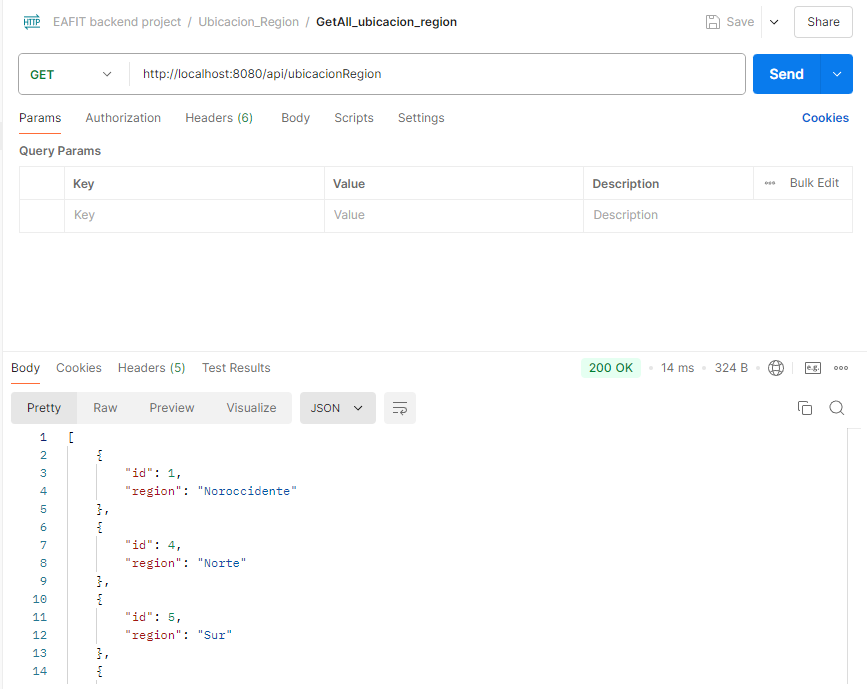 HTTP EAFIT backend project / Ubicacion_Region / GetAll_ubicacion_region Save Share
GET http://localhost:8080/api/ubicacionRegion Send
Params Authorization Headers (6) Body Scripts Settings Cookies
Query Params
Key Value Description Bulk Edit
Key Value Description
Body Cookies Headers (5) Test Results 200 OK 14 ms 324 B e.g.
Pretty Raw Preview Visualize JSON
1 [
2 {
3 "id": 1,
4 "region": "Noroccidente"
5 },
6 {
7 "id": 4,
8 "region": "Norte"
9 },
10 {
11 "id": 5,
12 "region": "Sur"
13 },
14 {